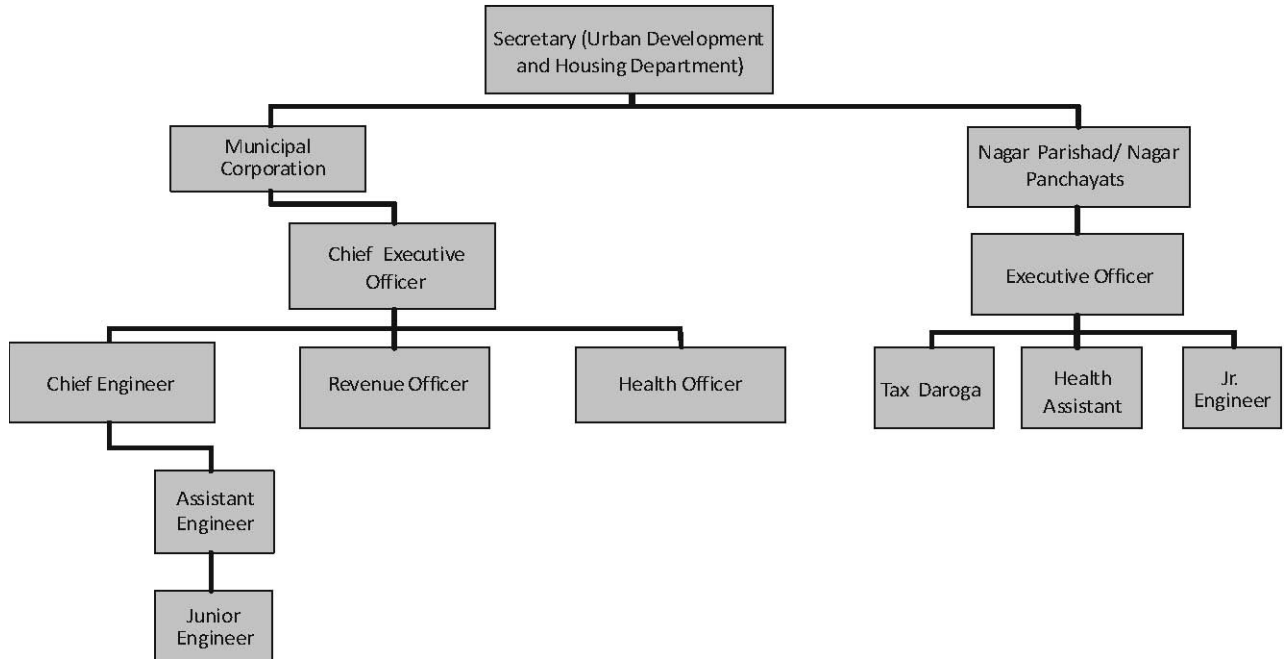 Secretary (Urban Development
and Housing Department)
Municipal
Corporation
Nagar Parishad/ Nagar
Panchayats
Chief Executive
Officer
Executive Officer
Chief Engineer
Revenue Officer
Health Officer
Tax Daroga
Health
Assistant
Jr.
Engineer
Assistant
Engineer
Junior
Engineer